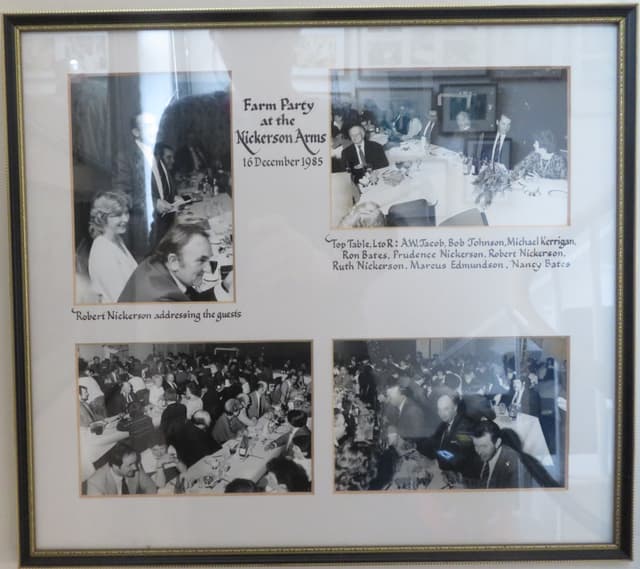 Farm Party
at the
Nickerson Arms
16 December 1985
Top Table, L to R: A.W. Jacob, Bob Johnson, Michael Kerrigan,
Ron Bates, Prudence Nickerson, Robert Nickerson,
Ruth Nickerson, Marcus Edmundson, Nancy Bates
Robert Nickerson addressing the guests